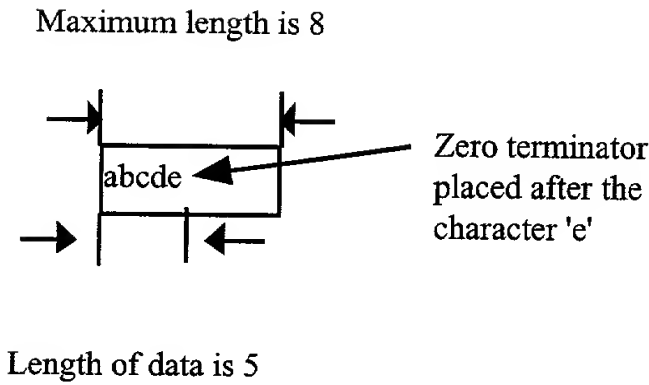 Maximum length is 8
abcde
Zero terminator
placed after the
character 'e'
Length of data is 5